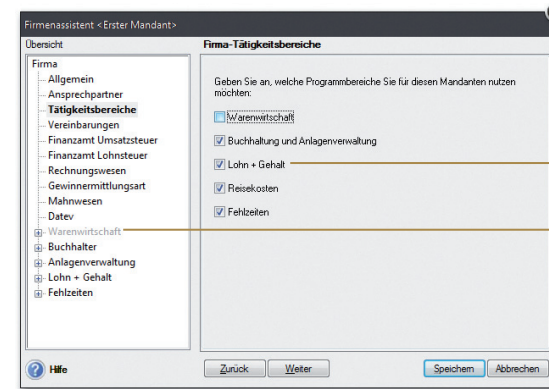 Firmenassistent <Erster Mandant>
Übersicht
Firma
Allgemein
Ansprechpartner
Tätigkeitsbereiche
Vereinbarungen
Finanzamt Umsatzsteuer
Finanzamt Lohnsteuer
Rechnungswesen
Gewinnermittlungsart
Mahnwesen
Datev
Warenwirtschaft
Buchhalter
Anlagenverwaltung
Lohn + Gehalt
Fehlzeiten
Firma-Tätigkeitsbereiche
Geben Sie an, welche Programmbereiche Sie für diesen Mandanten nutzen
möchten:
Warenwirtschaft
Buchhaltung und Anlagenverwaltung
Lohn + Gehalt
Reisekosten
Fehlzeiten
Hilfe
Zurück
Weiter
Speichern
Abbrechen